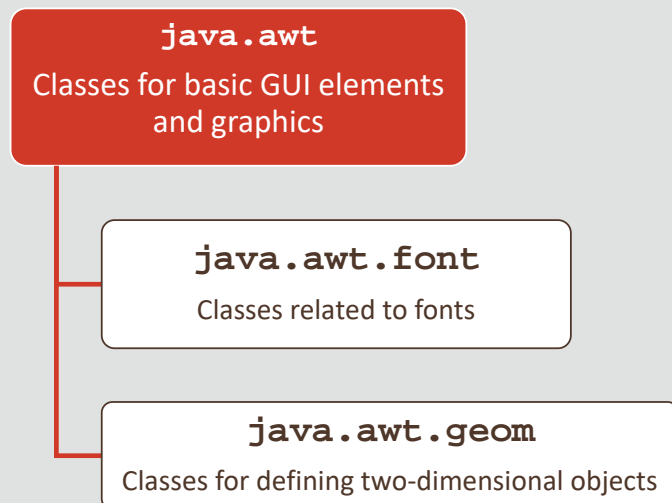 java.awt
Classes for basic GUI elements
and graphics
java.awt.font
Classes related to fonts
java.awt.geom
Classes for defining two-dimensional objects